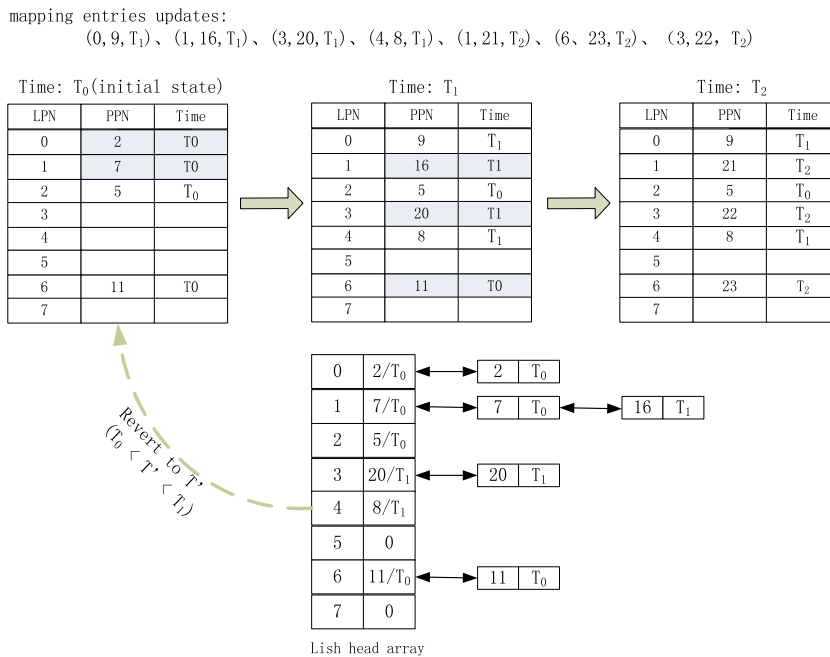 mapping entries updates:
(0,9,T₁)、(1,16,T₁)、(3,20,T₁)、(4,8,T₁)、(1,21,T₂)、(6、23,T₂)、 (3,22, T₂)
Time: T₀(initial state)
LPN PPN Time
0 2 T0
1 7 T0
2 5 T₀
3
4
5
6 11 T0
7
Time: T₁
LPN PPN Time
0 9 T₁
1 16 T1
2 5 T₀
3 20 T1
4 8 T₁
5
6 11 T0
7
Time: T₂
LPN PPN Time
0 9 T₁
1 21 T₂
2 5 T₀
3 22 T₂
4 8 T₁
5
6 23 T₂
7
Revert to T'
(T₀ < T' < T₁)
0 2/T₀ 2 T₀
1 7/T₀ 7 T₀ 16 T₁
2 5/T₀
3 20/T₁ 20 T₁
4 8/T₁
5 0
6 11/T₀ 11 T₀
7 0
Lish head array